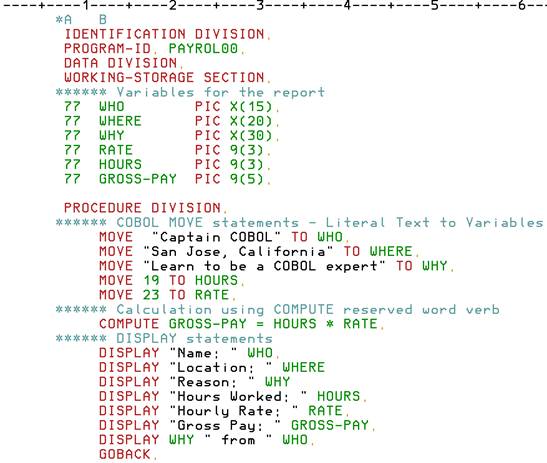 ----+----1----+----2----+----3----+----4----+----5----+----6--
*A  B
 IDENTIFICATION DIVISION.
 PROGRAM-ID. PAYROL00.
 DATA DIVISION.
 WORKING-STORAGE SECTION.
****** Variables for the report
 77  WHO        PIC X(15).
 77  WHERE      PIC X(20).
 77  WHY        PIC X(30).
 77  RATE       PIC 9(3).
 77  HOURS      PIC 9(3).
 77  GROSS-PAY  PIC 9(5).
 PROCEDURE DIVISION.
****** COBOL MOVE statements - Literal Text to Variables
     MOVE  "Captain COBOL" TO WHO.
     MOVE "San Jose, California" TO WHERE.
     MOVE "Learn to be a COBOL expert" TO WHY.
     MOVE 19 TO HOURS.
     MOVE 23 TO RATE.
****** Calculation using COMPUTE reserved word verb
     COMPUTE GROSS-PAY = HOURS * RATE.
****** DISPLAY statements
     DISPLAY "Name: " WHO.
     DISPLAY "Location: " WHERE
     DISPLAY "Reason: " WHY
     DISPLAY "Hours Worked: " HOURS.
     DISPLAY "Hourly Rate: " RATE.
     DISPLAY "Gross Pay: " GROSS-PAY.
     DISPLAY WHY " from " WHO.
     GOBACK.